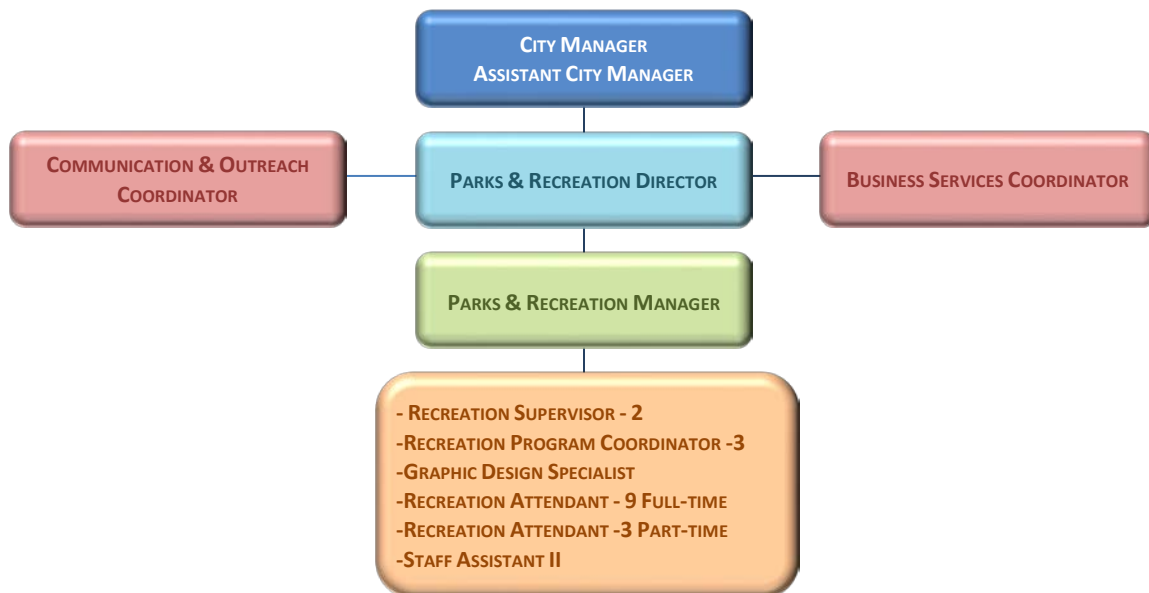 City Manager
Assistant City Manager
Communication & Outreach
Coordinator
Parks & Recreation Director
Business Services Coordinator
Parks & Recreation Manager
- Recreation Supervisor - 2
-Recreation Program Coordinator -3
-Graphic Design Specialist
-Recreation Attendant - 9 Full-time
-Recreation Attendant -3 Part-time
-Staff Assistant II